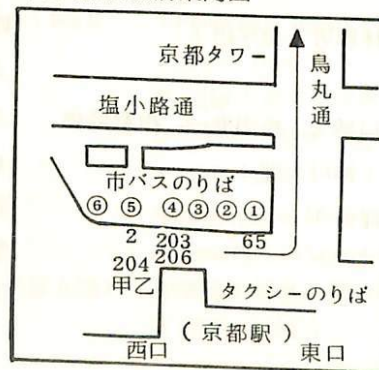 京都タワー
烏丸通
塩小路通
市バスのりば
⑥ ⑤ ④ ③ ② ①
2 203 65
204 206
甲乙
タクシーのりば
(京都駅)
西口 東口